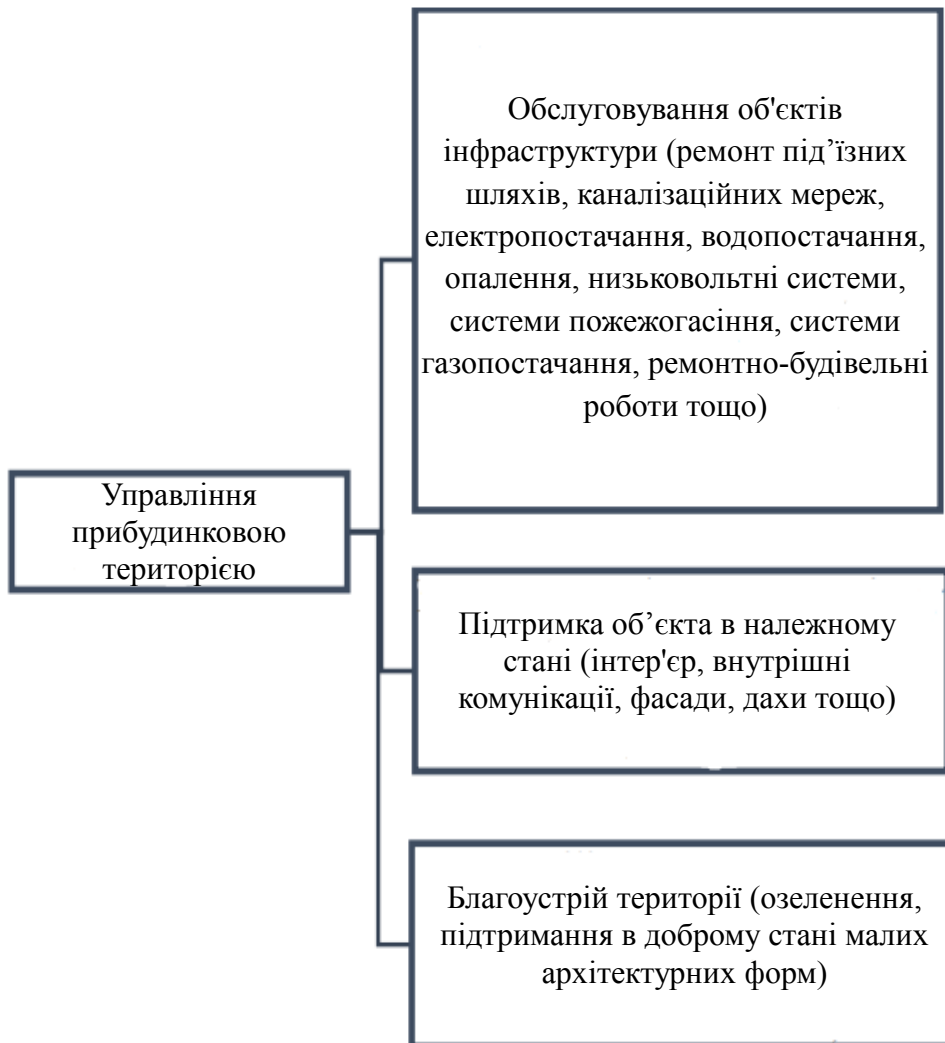 Обслуговування об'єктів
інфраструктури (ремонт під’їзних
шляхів, каналізаційних мереж,
електропостачання, водопостачання,
опалення, низьковольтні системи,
системи пожежогасіння, системи
газопостачання, ремонтно-будівельні
роботи тощо)
Управління
прибудинковою
територією
Підтримка об’єкта в належному
стані (інтер'єр, внутрішні
комунікації, фасади, дахи тощо)
Благоустрій території (озеленення,
підтримання в доброму стані малих
архітектурних форм)